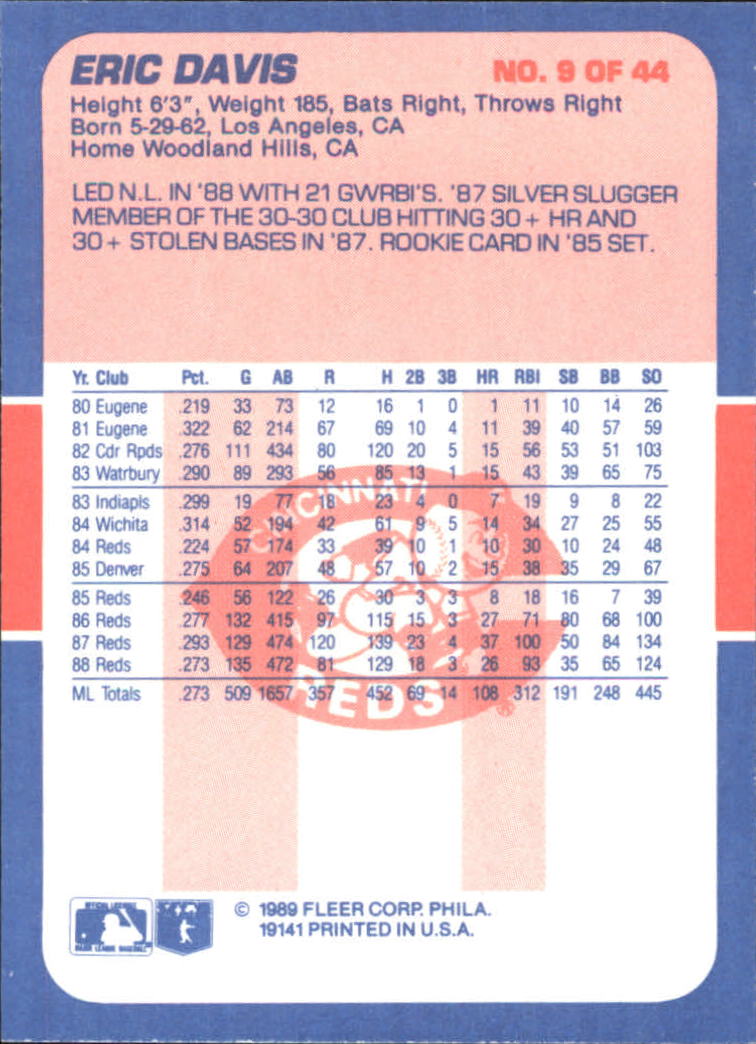 ERIC DAVIS NO. 9 OF 44
Height 6'3", Weight 185, Bats Right, Throws Right
Born 5-29-62, Los Angeles, CA
Home Woodland Hills, CA
LED N.L. IN '88 WITH 21 GWRBI'S. '87 SILVER SLUGGER
MEMBER OF THE 30-30 CLUB HITTING 30+ HR AND
30+ STOLEN BASES IN '87. ROOKIE CARD IN '85 SET.
Yr. Club Pct. G AB R H 2B 3B HR RBI SB BB SO
80 Eugene .219 33 73 12 16 1 0 1 11 10 14 26
81 Eugene .322 62 214 67 69 10 4 11 39 40 57 59
82 Cdr Rpds .276 111 434 80 120 20 5 15 56 53 51 103
83 Watrbury .290 89 293 56 85 13 1 15 43 39 65 75
83 Indiapls .299 19 77 18 23 4 0 7 19 9 8 22
84 Wichita .314 52 194 42 61 9 5 14 34 27 25 55
84 Reds .224 57 174 33 39 10 1 10 30 10 24 48
85 Denver .275 64 207 48 57 10 2 15 38 35 29 67
85 Reds .246 56 122 26 30 3 3 8 18 16 7 39
86 Reds .277 132 415 97 115 15 3 27 71 80 68 100
87 Reds .293 129 474 120 139 23 4 37 100 50 84 134
88 Reds .273 135 472 81 129 18 3 26 93 35 65 124
ML Totals .273 509 1657 357 452 69 14 108 312 191 248 445
CINCINNATI
REDS
®
OFFICIAL LICENSEE
MAJOR LEAGUE BASEBALL
© 1989 FLEER CORP. PHILA.
19141 PRINTED IN U.S.A.